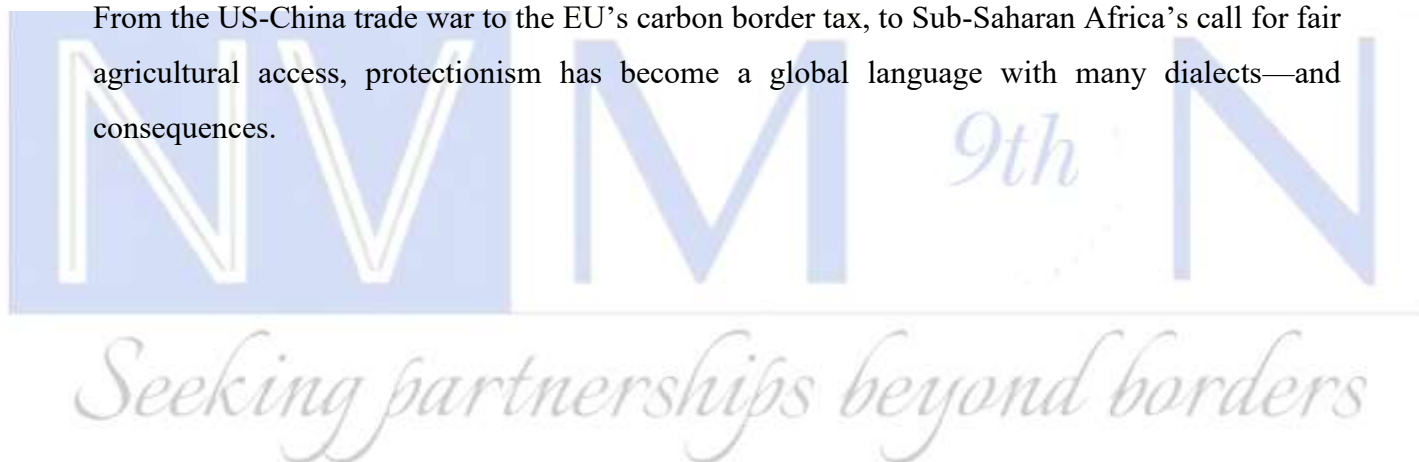 From the US-China trade war to the EU’s carbon border tax, to Sub-Saharan Africa’s call for fair
agricultural access, protectionism has become a global language with many dialects—and
consequences.
NVM N
9th
Seeking partnerships beyond borders